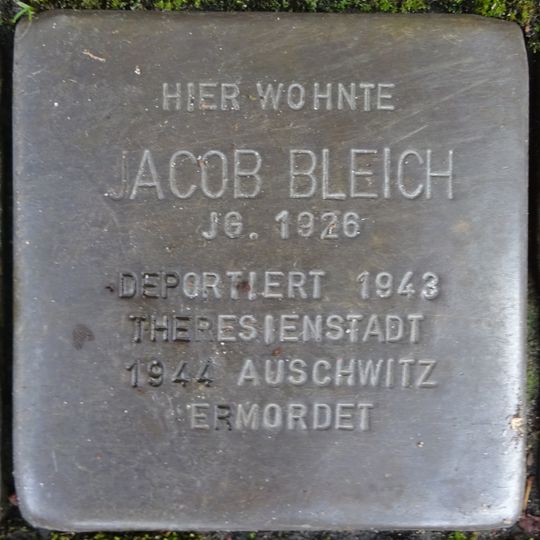 HIER WOHNTE
JACOB BLEICH
JG. 1926
DEPORTIERT 1943
THERESIENSTADT
1944 AUSCHWITZ
ERMORDET